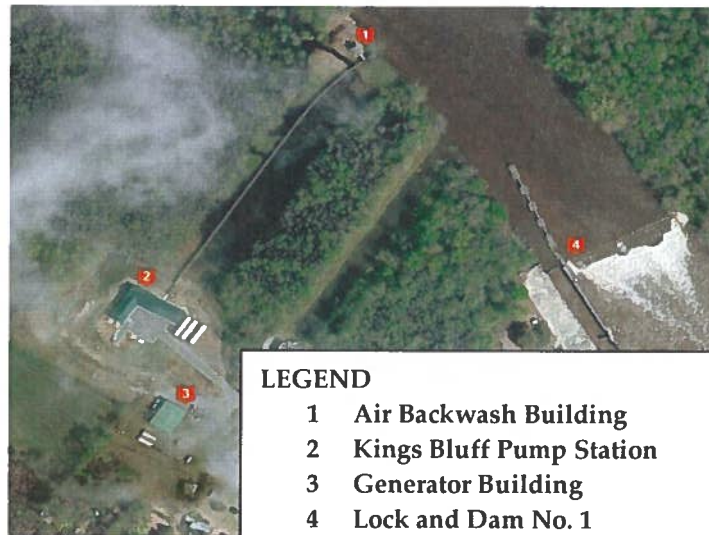 1
4
2
3
LEGEND
1 Air Backwash Building
2 Kings Bluff Pump Station
3 Generator Building
4 Lock and Dam No. 1